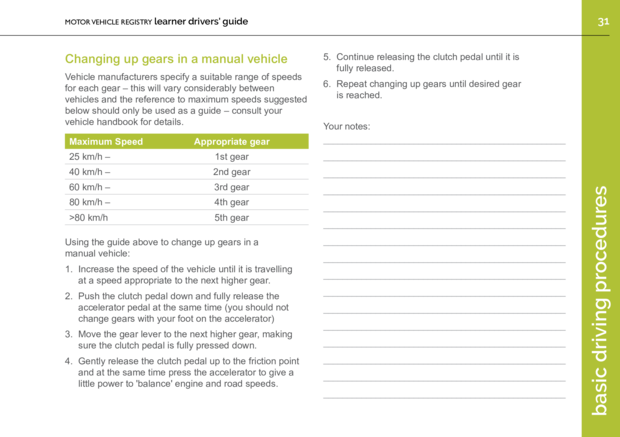 MOTOR VEHICLE REGISTRY learner drivers' guide
31
Changing up gears in a manual vehicle
Vehicle manufacturers specify a suitable range of speeds
for each gear – this will vary considerably between
vehicles and the reference to maximum speeds suggested
below should only be used as a guide – consult your
vehicle handbook for details.
Maximum Speed Appropriate gear
25 km/h – 1st gear
40 km/h – 2nd gear
60 km/h – 3rd gear
80 km/h – 4th gear
>80 km/h 5th gear
Using the guide above to change up gears in a
manual vehicle:
1. Increase the speed of the vehicle until it is travelling
at a speed appropriate to the next higher gear.
2. Push the clutch pedal down and fully release the
accelerator pedal at the same time (you should not
change gears with your foot on the accelerator)
3. Move the gear lever to the next higher gear, making
sure the clutch pedal is fully pressed down.
4. Gently release the clutch pedal up to the friction point
and at the same time press the accelerator to give a
little power to 'balance' engine and road speeds.
5. Continue releasing the clutch pedal until it is
fully released.
6. Repeat changing up gears until desired gear
is reached.
Your notes:
basic driving procedures